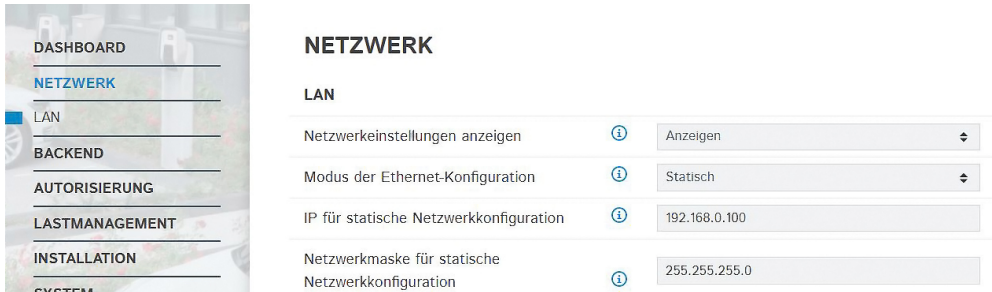 DASHBOARD
NETZWERK
LAN
BACKEND
AUTORISIERUNG
LASTMANAGEMENT
INSTALLATION
SYSTEM
NETZWERK
LAN
Netzwerkeinstellungen anzeigen
Anzeigen
Modus der Ethernet-Konfiguration
Statisch
IP für statische Netzwerkkonfiguration
192.168.0.100
Netzwerkmaske für statische
Netzwerkkonfiguration
255.255.255.0